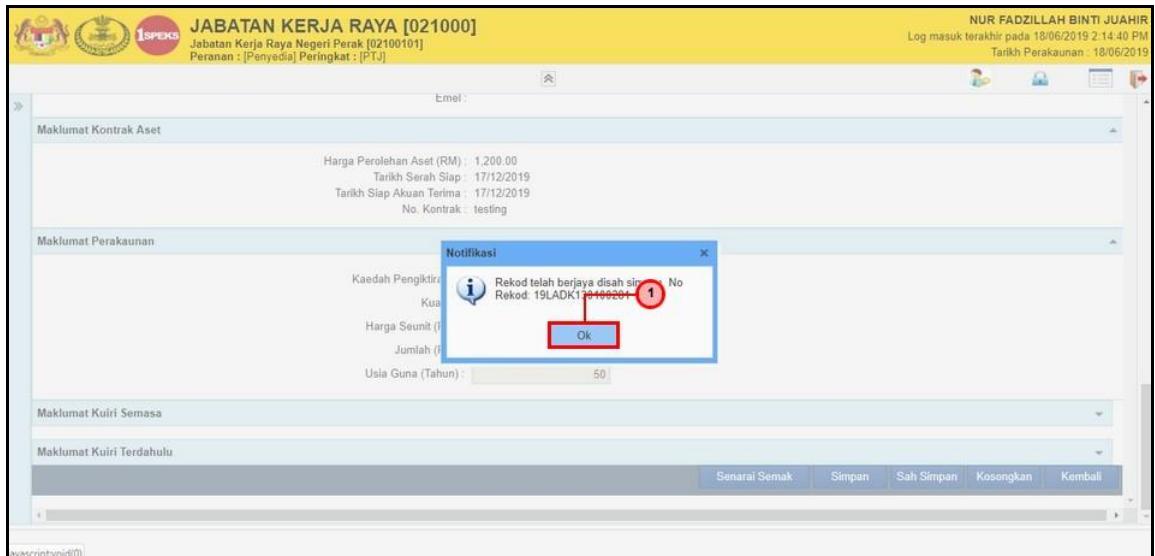 1SPEKS
JABATAN KERJA RAYA [021000]
Jabatan Kerja Raya Negeri Perak [02100101]
Peranan : [Penyedia] Peringkat : [PTJ]
NUR FADZILLAH BINTI JUAHIR
Log masuk terakhir pada 18/06/2019 2:14:40 PM
Tarikh Perakaunan : 18/06/2019
Emel :
Maklumat Kontrak Aset
Harga Perolehan Aset (RM) : 1,200.00
Tarikh Serah Siap : 17/12/2019
Tarikh Siap Akuan Terima : 17/12/2019
No. Kontrak : testing
Maklumat Perakaunan
Notifikasi
Rekod telah berjaya disah No
Rekod:
1
Ok
Kaedah
Harga Seunit
Jumlah
Usia Guna (Tahun) : 50
Maklumat Kuiri Semasa
Maklumat Kuiri Terdahulu
Senarai Semak Simpan Sah Simpan Kosongkan Kembali